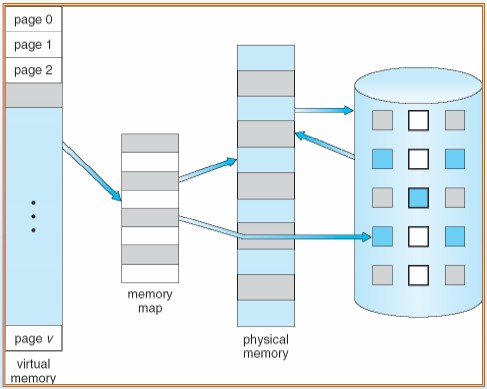 page 0
page 1
page 2
page v
virtual
memory
memory
map
physical
memory